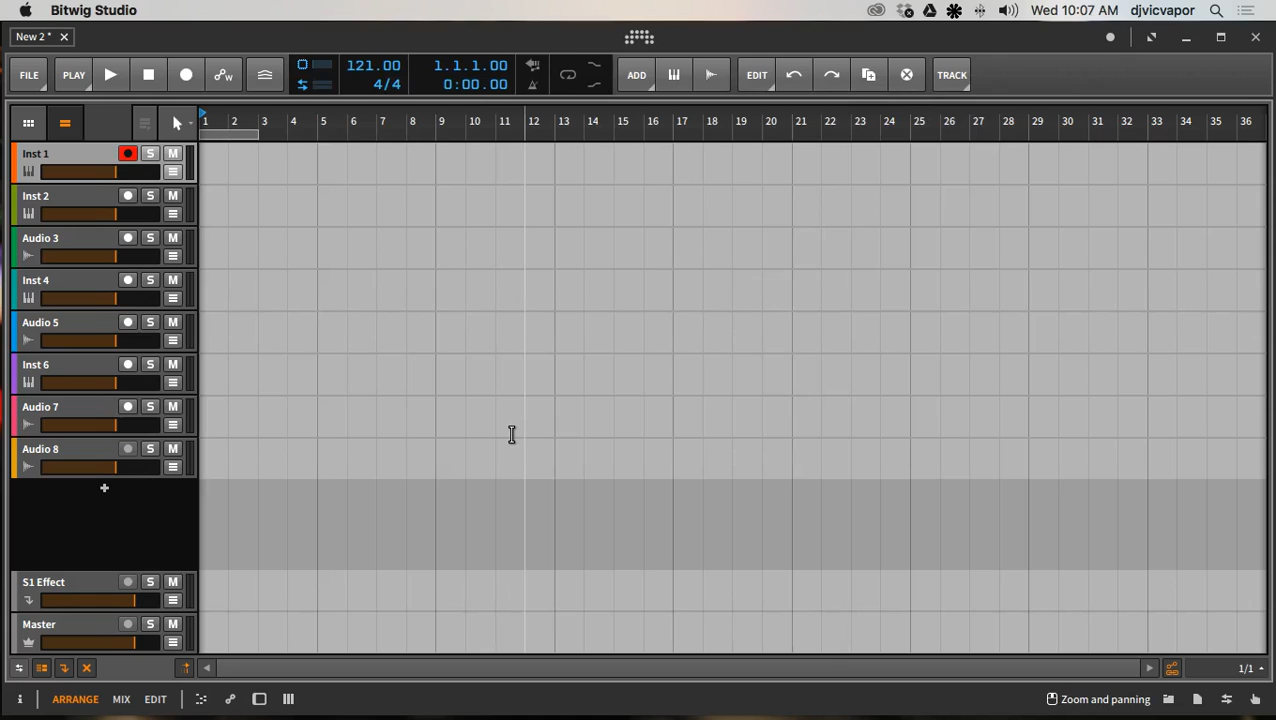 Bitwig Studio
Wed 10:07 AM djvicvapor
New 2 *
FILE PLAY 121.00 4/4 1.1.1.00 0:00.00 ADD EDIT TRACK
1 2 3 4 5 6 7 8 9 10 11 12 13 14 15 16 17 18 19 20 21 22 23 24 25 26 27 28 29 30 31 32 33 34 35 36
Inst 1 S M
Inst 2 S M
Audio 3 S M
Inst 4 S M
Audio 5 S M
Inst 6 S M
Audio 7 S M
Audio 8 S M
S1 Effect S M
Master S M
1/1
ARRANGE MIX EDIT
Zoom and panning